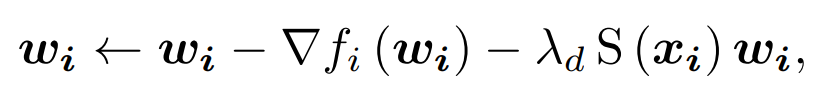 w_i ← w_i − ∇f_i (w_i) − λ_d S (x_i) w_i,